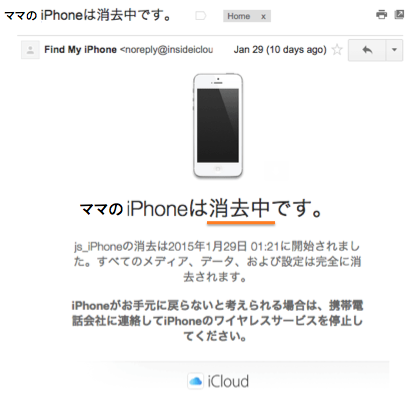 ママの iPhoneは消去中です。
Home x
Find My iPhone <noreply@insideiclou Jan 29 (10 days ago)
ママの iPhoneは消去中です。
js_iPhoneの消去は2015年1月29日 01:21に開始されまし
た。すべてのメディア、データ、および設定は完全に消
去されます。
iPhoneがお手元に戻らないと考えられる場合は、携帯電
話会社に連絡してiPhoneのワイヤレスサービスを停止し
てください。
iCloud